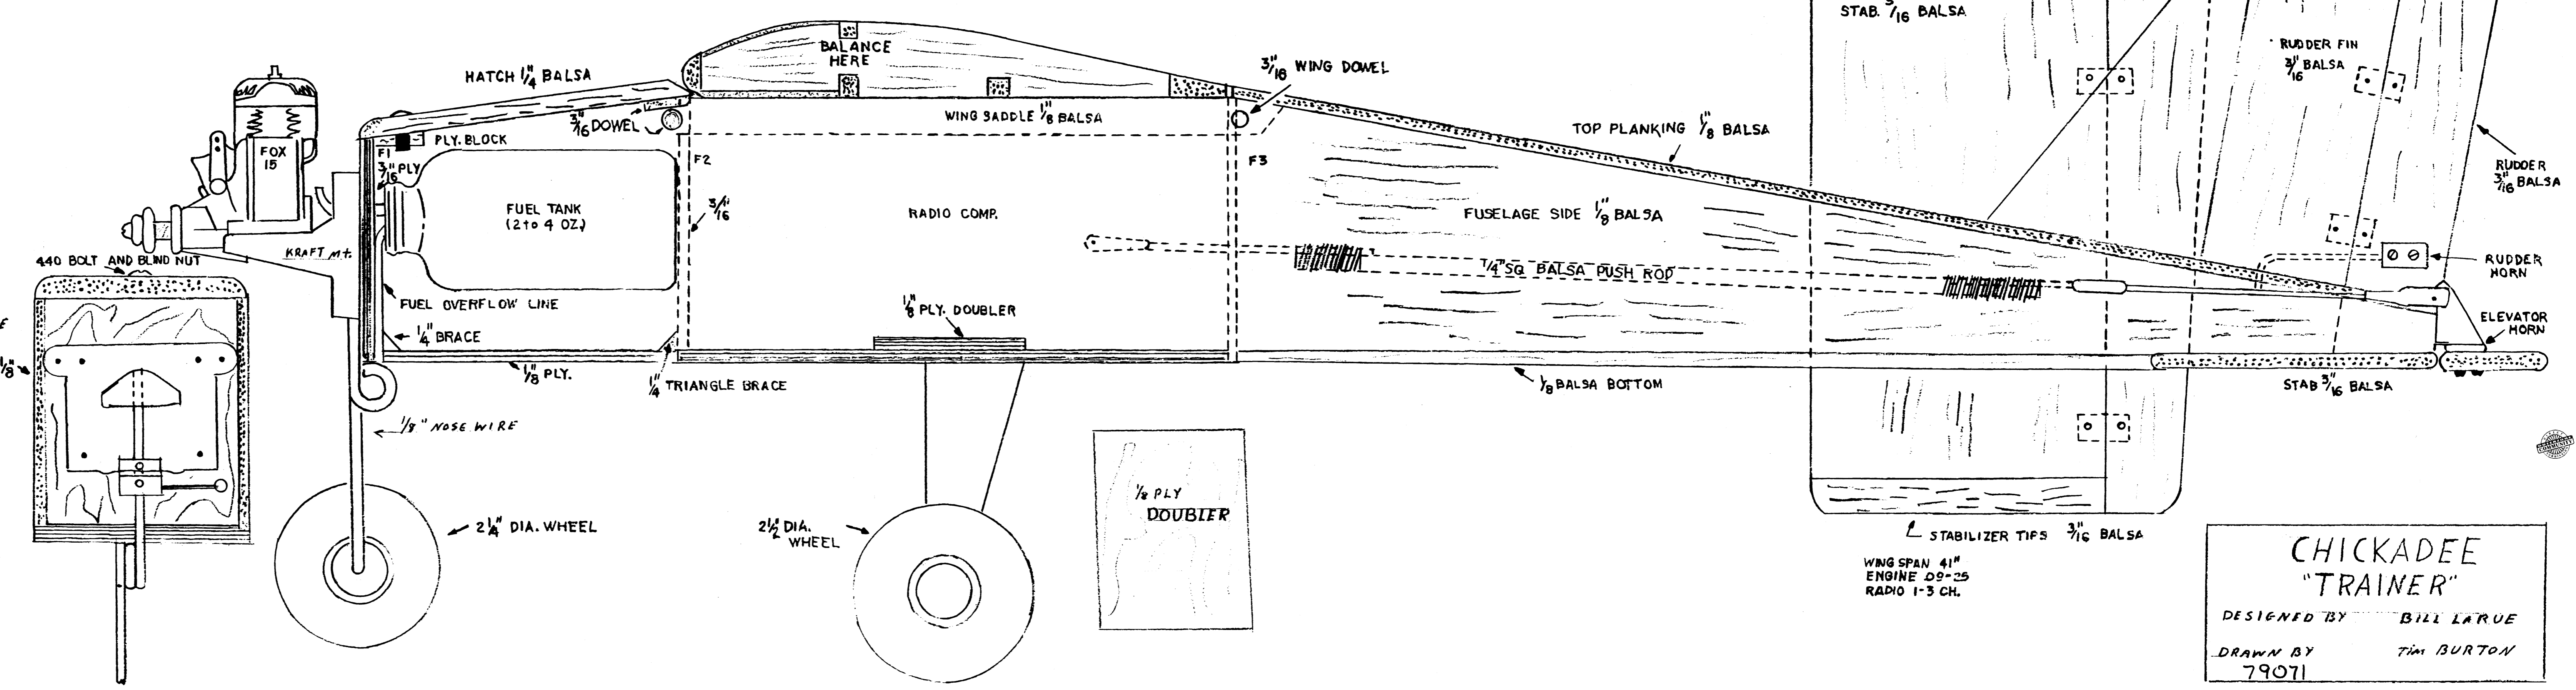 STAB. 3/16" BALSA
RUDDER FIN
3/16" BALSA
BALANCE
HERE
HATCH 1/4" BALSA
3/16" WING DOWEL
3/16" DOWEL
WING SADDLE 1/8" BALSA
TOP PLANKING 1/8" BALSA
FOX
15
PLY. BLOCK
F1
3/16" PLY
F2
F3
RUDDER
3/16" BALSA
FUEL TANK
(2 to 4 OZ.)
3/16"
RADIO COMP.
FUSELAGE SIDE 1/8" BALSA
KRAFT Mt.
440 BOLT AND BLIND NUT
1/4" SQ BALSA PUSH ROD
RUDDER
HORN
FUEL OVERFLOW LINE
1/8" PLY. DOUBLER
1/4" BRACE
ELEVATOR
HORN
1/8"
1/8" PLY.
1/4" TRIANGLE BRACE
1/8 BALSA BOTTOM
STAB 3/16" BALSA
1/8" NOSE WIRE
1/8 PLY
DOUBLER
2 1/4" DIA. WHEEL
2 1/2" DIA.
WHEEL
STABILIZER TIPS 3/16" BALSA
WING SPAN 41"
ENGINE .09-25
RADIO 1-3 CH.
CHICKADEE
"TRAINER"
DESIGNED BY BILL LARUE
DRAWN BY Tim BURTON
79071